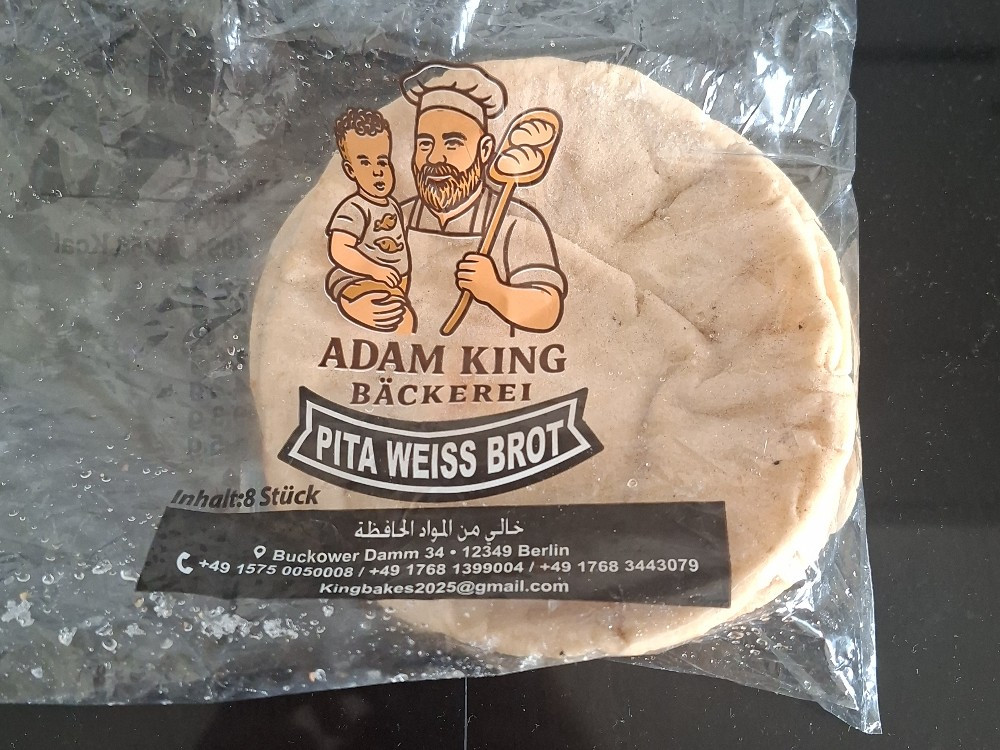 ADAM KING
BÄCKEREI
PITA WEISS BROT
Inhalt:8 Stück
خالي من المواد الحافظة
Buckower Damm 34 • 12349 Berlin
+49 1575 0050008 / +49 1768 1399004 / +49 1768 3443079
Kingbakes2025@gmail.com